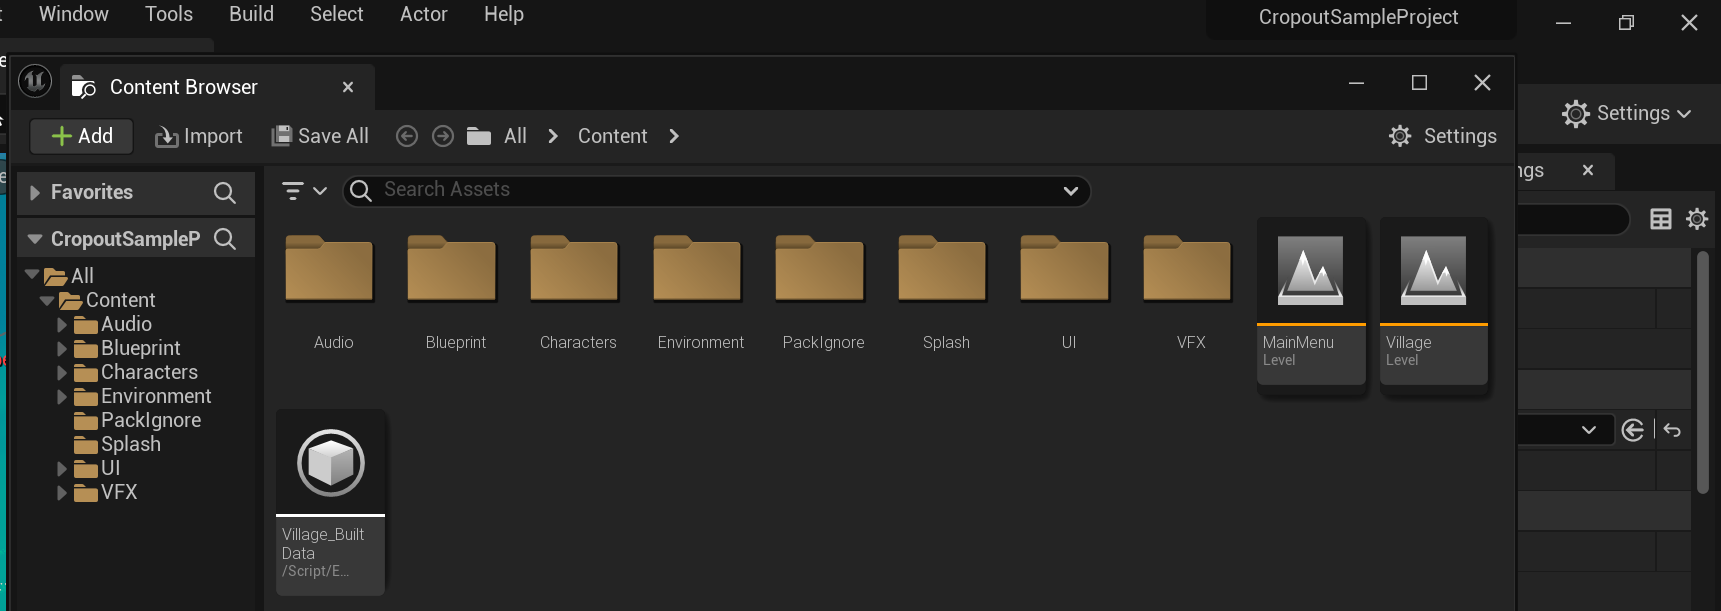 Window Tools Build Select Actor Help CropoutSampleProject
Content Browser
Add Import Save All All Content Settings
Settings
Favorites
Search Assets
ngs
CropoutSampleP
All
Content
Audio
Blueprint
Characters
Environment
PackIgnore
Splash
UI
VFX
Audio Blueprint Characters Environment PackIgnore Splash UI VFX
MainMenu
Level
Village
Level
Village_Built
Data
/Script/E...